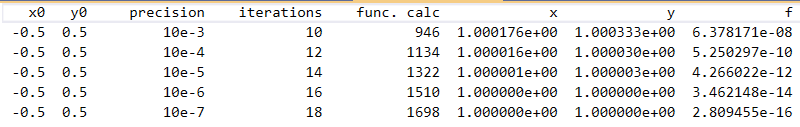 x0 y0 precision iterations func. calc x y f
-0.5 0.5 10e-3 10 946 1.000176e+00 1.000333e+00 6.378171e-08
-0.5 0.5 10e-4 12 1134 1.000016e+00 1.000030e+00 5.250297e-10
-0.5 0.5 10e-5 14 1322 1.000001e+00 1.000003e+00 4.266022e-12
-0.5 0.5 10e-6 16 1510 1.000000e+00 1.000000e+00 3.462148e-14
-0.5 0.5 10e-7 18 1698 1.000000e+00 1.000000e+00 2.809455e-16